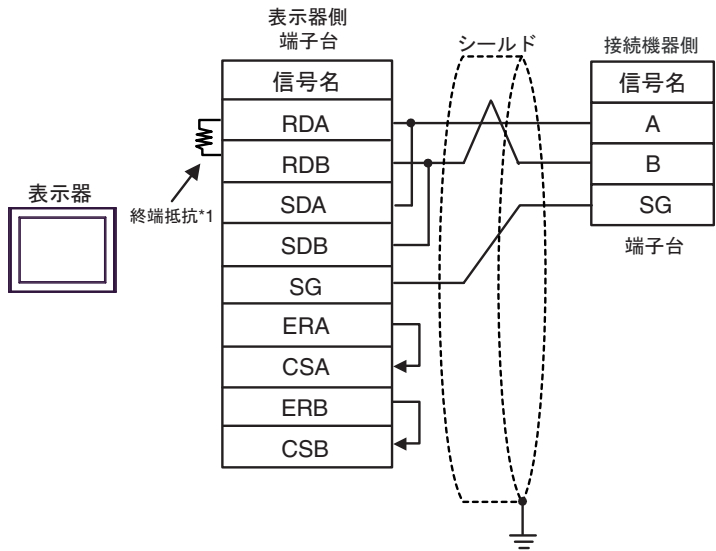 表示器側
端子台
信号名
RDA
RDB
SDA
SDB
SG
ERA
CSA
ERB
CSB
終端抵抗*1
表示器
シールド
接続機器側
信号名
A
B
SG
端子台